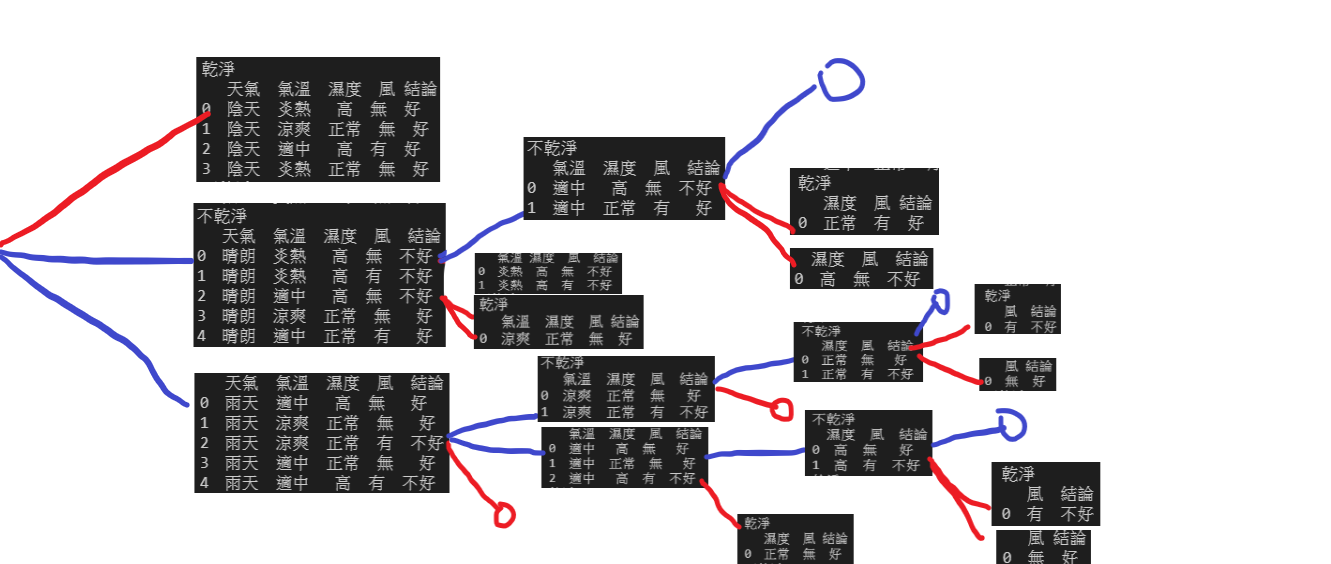 乾淨
天氣 氣溫 濕度 風 結論
0 陰天 炎熱 高 無 好
1 陰天 涼爽 正常 無 好
2 陰天 適中 高 有 好
3 陰天 炎熱 正常 無 好
不乾淨
天氣 氣溫 濕度 風 結論
0 晴朗 炎熱 高 無 不好
1 晴朗 炎熱 高 有 不好
2 晴朗 適中 高 無 不好
3 晴朗 涼爽 正常 無 好
4 晴朗 適中 正常 有 好
天氣 氣溫 濕度 風 結論
0 雨天 適中 高 無 好
1 雨天 涼爽 正常 無 好
2 雨天 涼爽 正常 有 不好
3 雨天 適中 正常 無 好
4 雨天 適中 高 有 不好
不乾淨
氣溫 濕度 風 結論
0 適中 高 無 不好
1 適中 正常 有 好
氣溫 濕度 風 結論
0 炎熱 高 無 不好
1 炎熱 高 有 不好
乾淨
氣溫 濕度 風 結論
0 涼爽 正常 無 好
不乾淨
氣溫 濕度 風 結論
0 涼爽 正常 無 好
1 涼爽 正常 有 不好
氣溫 濕度 風 結論
0 適中 高 無 好
1 適中 正常 無 好
2 適中 高 有 不好
乾淨
濕度 風 結論
0 正常 有 好
濕度 風 結論
0 高 無 不好
不乾淨
濕度 風 結論
0 正常 無 好
1 正常 有 不好
不乾淨
濕度 風 結論
0 高 無 好
1 高 有 不好
乾淨
濕度 風 結論
0 正常 無 好
乾淨
風 結論
0 有 不好
風 結論
0 無 好
乾淨
風 結論
0 有 不好
風 結論
0 無 好